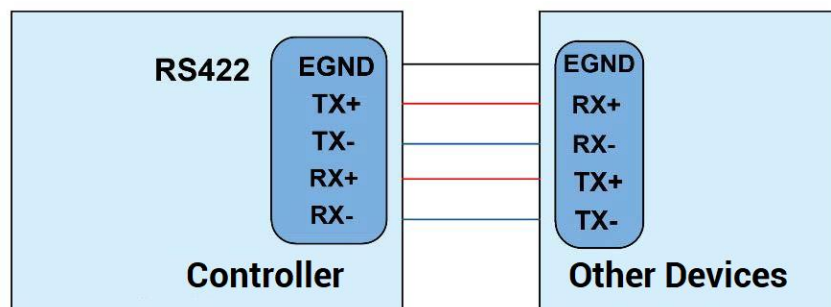 RS422
EGND
TX+
TX-
RX+
RX-
Controller
EGND
RX+
RX-
TX+
TX-
Other Devices